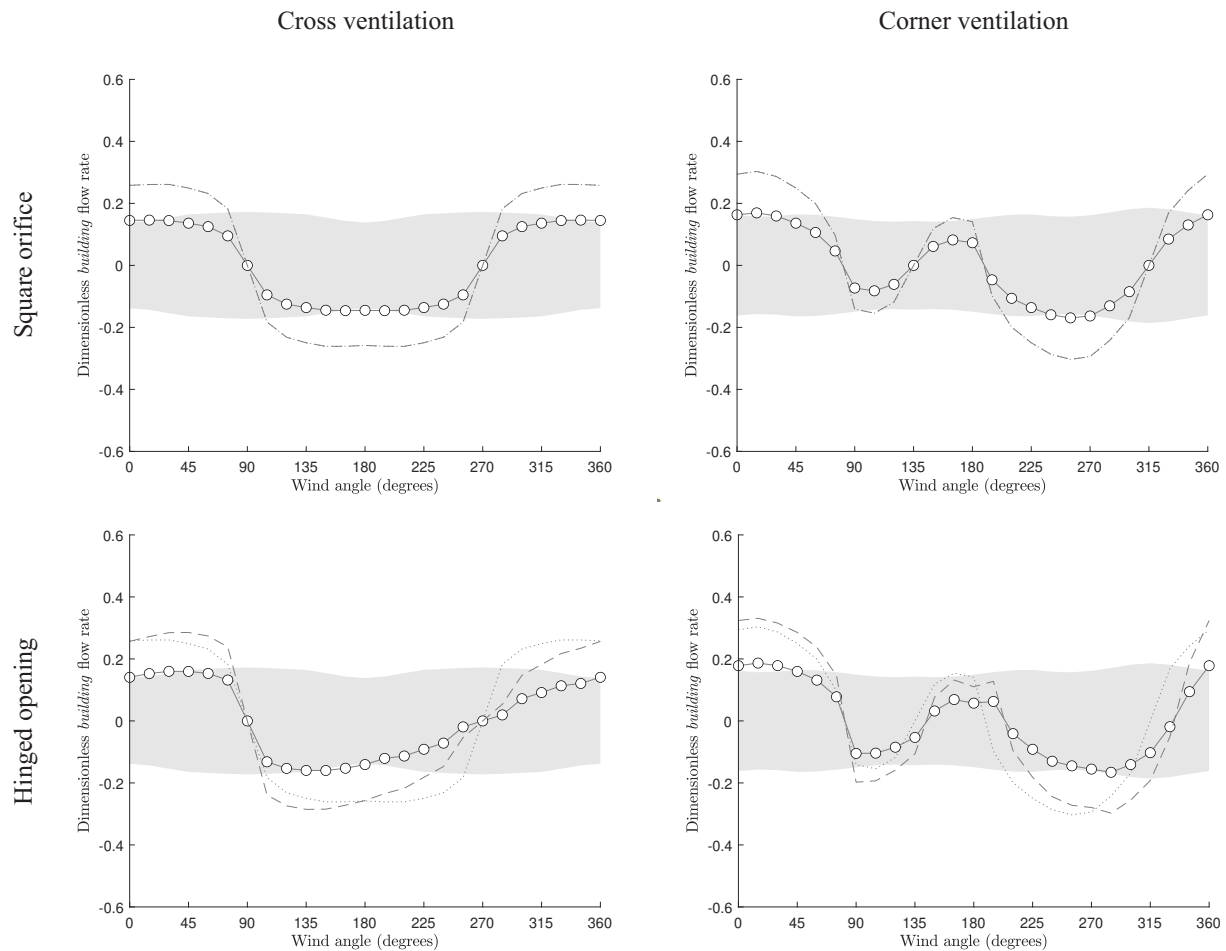 Cross ventilation
Corner ventilation
Square orifice
Dimensionless building flow rate
0.6
0.4
0.2
0
-0.2
-0.4
-0.6
0 45 90 135 180 225 270 315 360
Wind angle (degrees)
Dimensionless building flow rate
0.6
0.4
0.2
0
-0.2
-0.4
-0.6
0 45 90 135 180 225 270 315 360
Wind angle (degrees)
Hinged opening
Dimensionless building flow rate
0.6
0.4
0.2
0
-0.2
-0.4
-0.6
0 45 90 135 180 225 270 315 360
Wind angle (degrees)
Dimensionless building flow rate
0.6
0.4
0.2
0
-0.2
-0.4
-0.6
0 45 90 135 180 225 270 315 360
Wind angle (degrees)